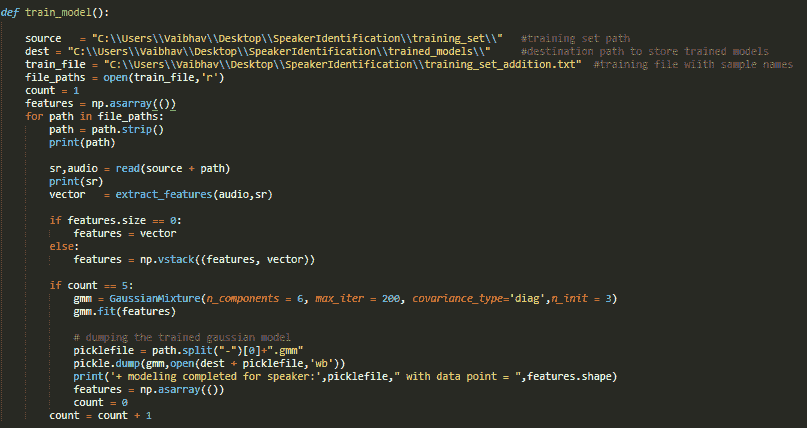 def train_model():
source = "C:\\Users\\Vaibhav\\Desktop\\SpeakerIdentification\\training_set\\" #training set path
dest = "C:\\Users\\Vaibhav\\Desktop\\SpeakerIdentification\\trained_models\\" #destination path to store trained models
train_file = "C:\\Users\\Vaibhav\\Desktop\\SpeakerIdentification\\training_set_addition.txt" #training file wiith sample names
file_paths = open(train_file,'r')
count = 1
features = np.asarray(())
for path in file_paths:
path = path.strip()
print(path)
sr,audio = read(source + path)
print(sr)
vector = extract_features(audio,sr)
if features.size == 0:
features = vector
else:
features = np.vstack((features, vector))
if count == 5:
gmm = GaussianMixture(n_components = 6, max_iter = 200, covariance_type='diag',n_init = 3)
gmm.fit(features)
# dumping the trained gaussian model
picklefile = path.split("-")[0]+".gmm"
pickle.dump(gmm,open(dest + picklefile,'wb'))
print('+ modeling completed for speaker:',picklefile," with data point = ",features.shape)
features = np.asarray(())
count = 0
count = count + 1